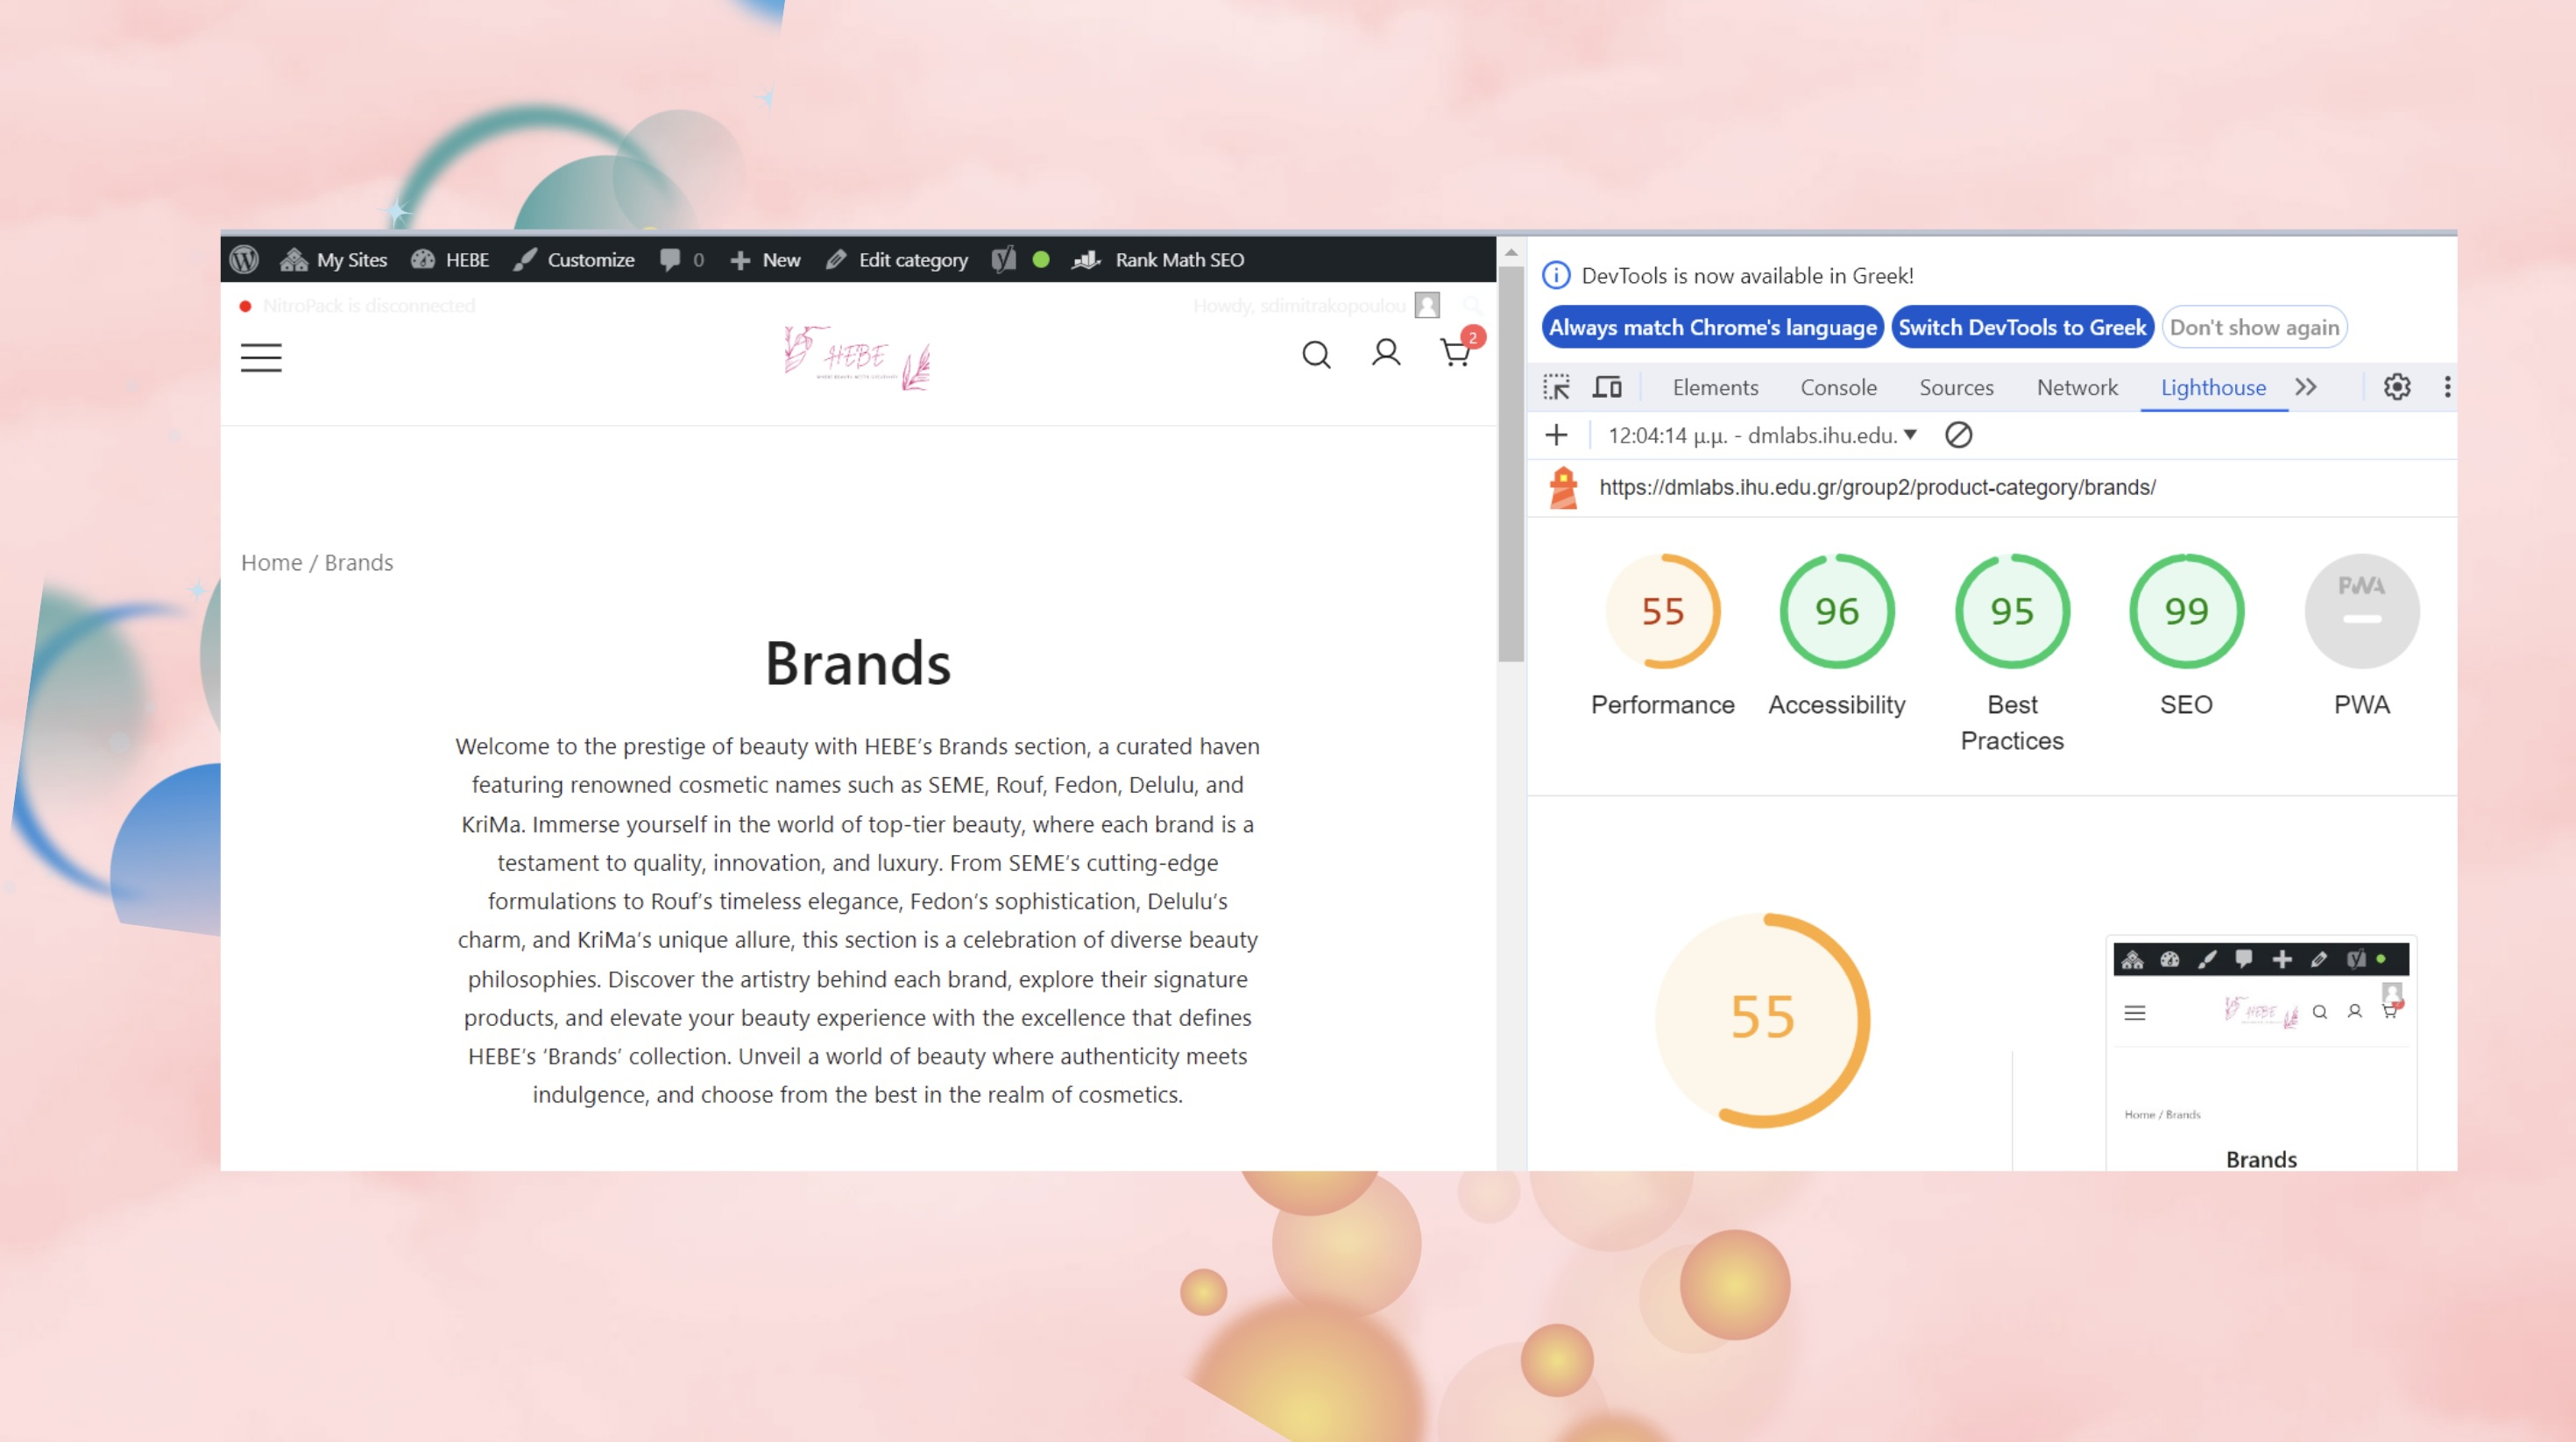 My Sites HEBE Customize 0 New Edit category Rank Math SEO
NitroPack is disconnected
Howdy, sdimitrakopoulou
HEBE
2
Home / Brands
Brands
Welcome to the prestige of beauty with HEBE’s Brands section, a curated haven
featuring renowned cosmetic names such as SEME, Rouf, Fedon, Delulu, and
KriMa. Immerse yourself in the world of top-tier beauty, where each brand is a
testament to quality, innovation, and luxury. From SEME’s cutting-edge
formulations to Rouf’s timeless elegance, Fedon’s sophistication, Delulu’s
charm, and KriMa’s unique allure, this section is a celebration of diverse beauty
philosophies. Discover the artistry behind each brand, explore their signature
products, and elevate your beauty experience with the excellence that defines
HEBE’s ‘Brands’ collection. Unveil a world of beauty where authenticity meets
indulgence, and choose from the best in the realm of cosmetics.
DevTools is now available in Greek!
Always match Chrome's language Switch DevTools to Greek Don't show again
Elements Console Sources Network Lighthouse
12:04:14 μ.μ. - dmlabs.ihu.edu.
https://dmlabs.ihu.edu.gr/group2/product-category/brands/
55 96 95 99 PWA
Performance Accessibility Best Practices SEO PWA
55
HEBE
Home / Brands
Brands